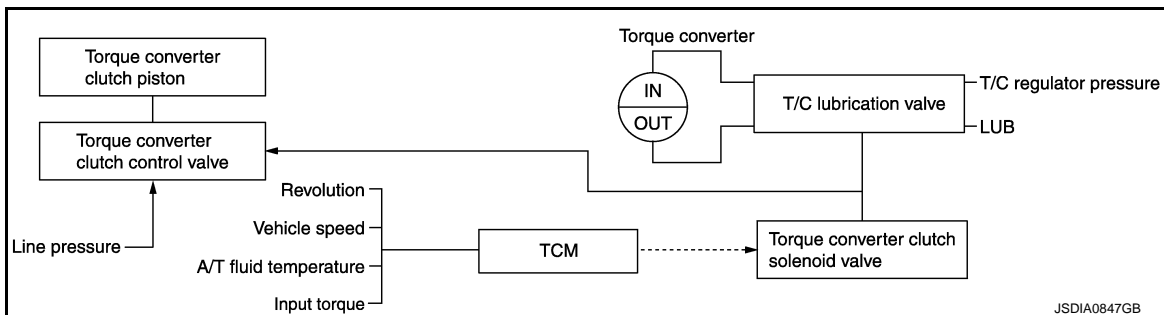 Torque converter
clutch piston
Torque converter
clutch control valve
Line pressure
Revolution
Vehicle speed
A/T fluid temperature
Input torque
TCM
Torque converter
IN
OUT
T/C lubrication valve
T/C regulator pressure
LUB
Torque converter clutch
solenoid valve
JSDIA0847GB